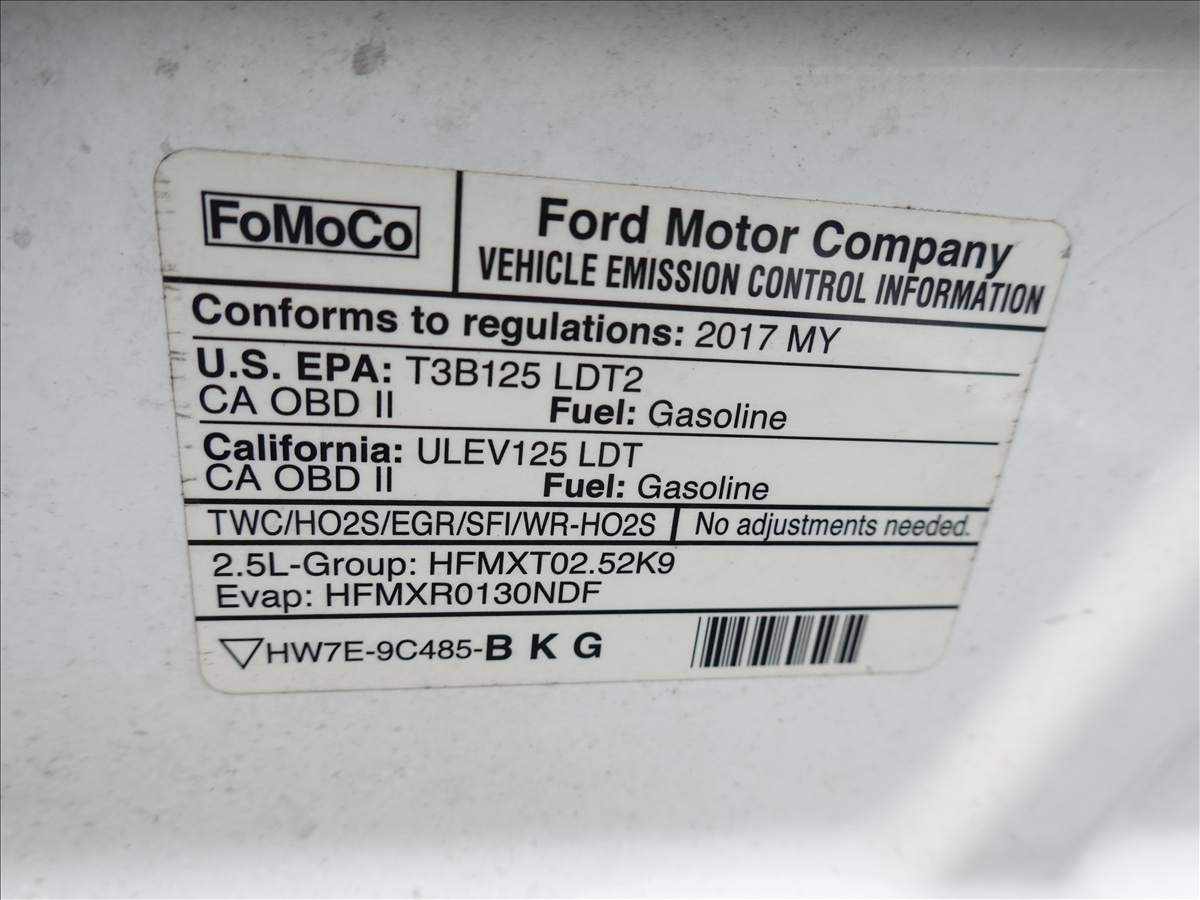 FoMoCo
Ford Motor Company
VEHICLE EMISSION CONTROL INFORMATION
Conforms to regulations: 2017 MY
U.S. EPA: T3B125 LDT2
CA OBD II Fuel: Gasoline
California: ULEV125 LDT
CA OBD II Fuel: Gasoline
TWC/HO2S/EGR/SFI/WR-HO2S No adjustments needed.
2.5L-Group: HFMXT02.52K9
Evap: HFMXR0130NDF
HW7E-9C485-B K G